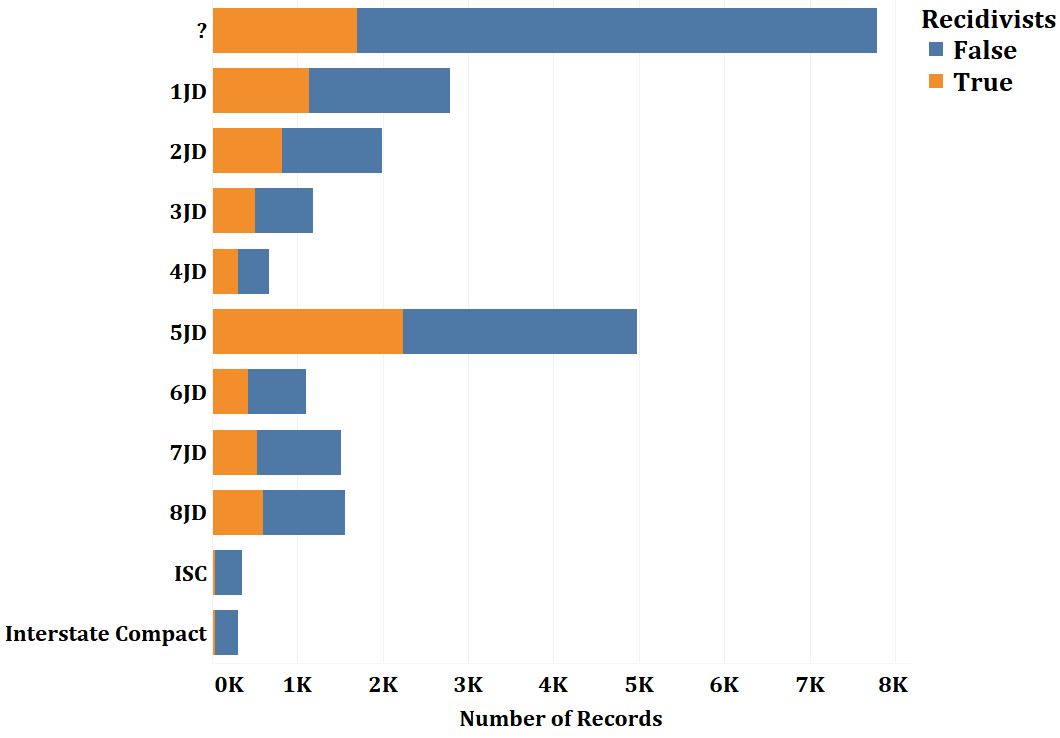 Recidivists
False
True
?
1JD
2JD
3JD
4JD
5JD
6JD
7JD
8JD
ISC
Interstate Compact
0K 1K 2K 3K 4K 5K 6K 7K 8K
Number of Records